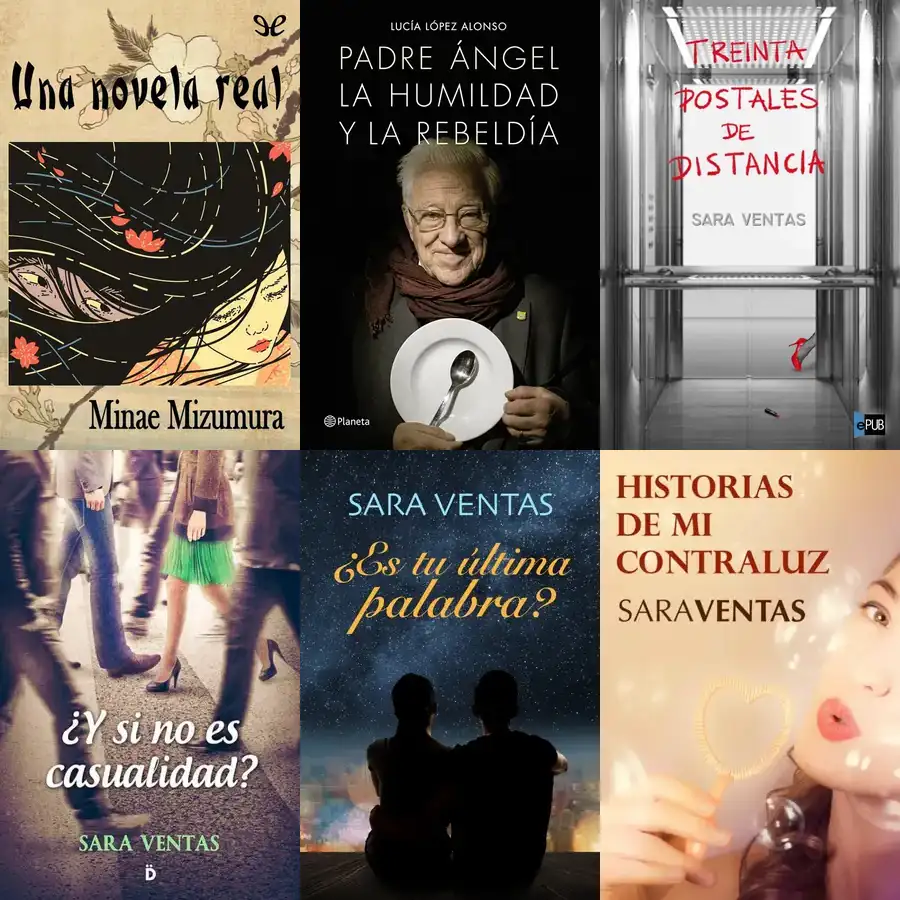 Una novela real
Minae Mizumura
LUCÍA LÓPEZ ALONSO
PADRE ÁNGEL
LA HUMILDAD
Y LA REBELDÍA
Planeta
TREINTA
POSTALES
DE
DISTANCIA
SARA VENTAS
ePUB
¿Y si no es
casualidad?
SARA VENTAS
D
SARA VENTAS
¿Es tu última
palabra?
HISTORIAS
DE MI
CONTRALUZ
SARA VENTAS